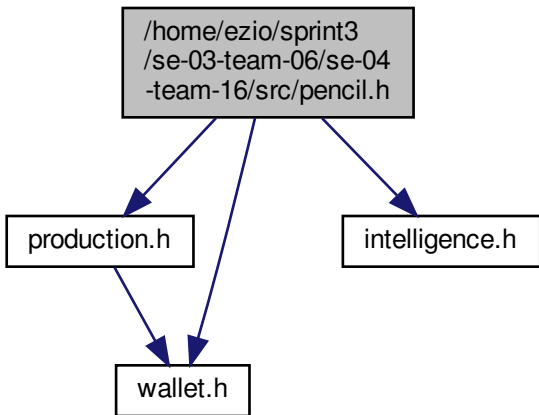 /home/ezio/sprint3
/se-03-team-06/se-04
-team-16/src/pencil.h
production.h
intelligence.h
wallet.h